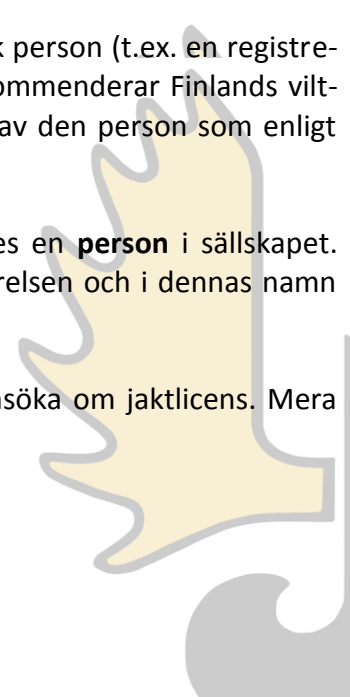 k person (t.ex. en registre-
ommenderar Finlands vilt-
av den person som enligt
es en person i sällskapet.
relsen och i dennas namn
nsöka om jaktlicens. Mera